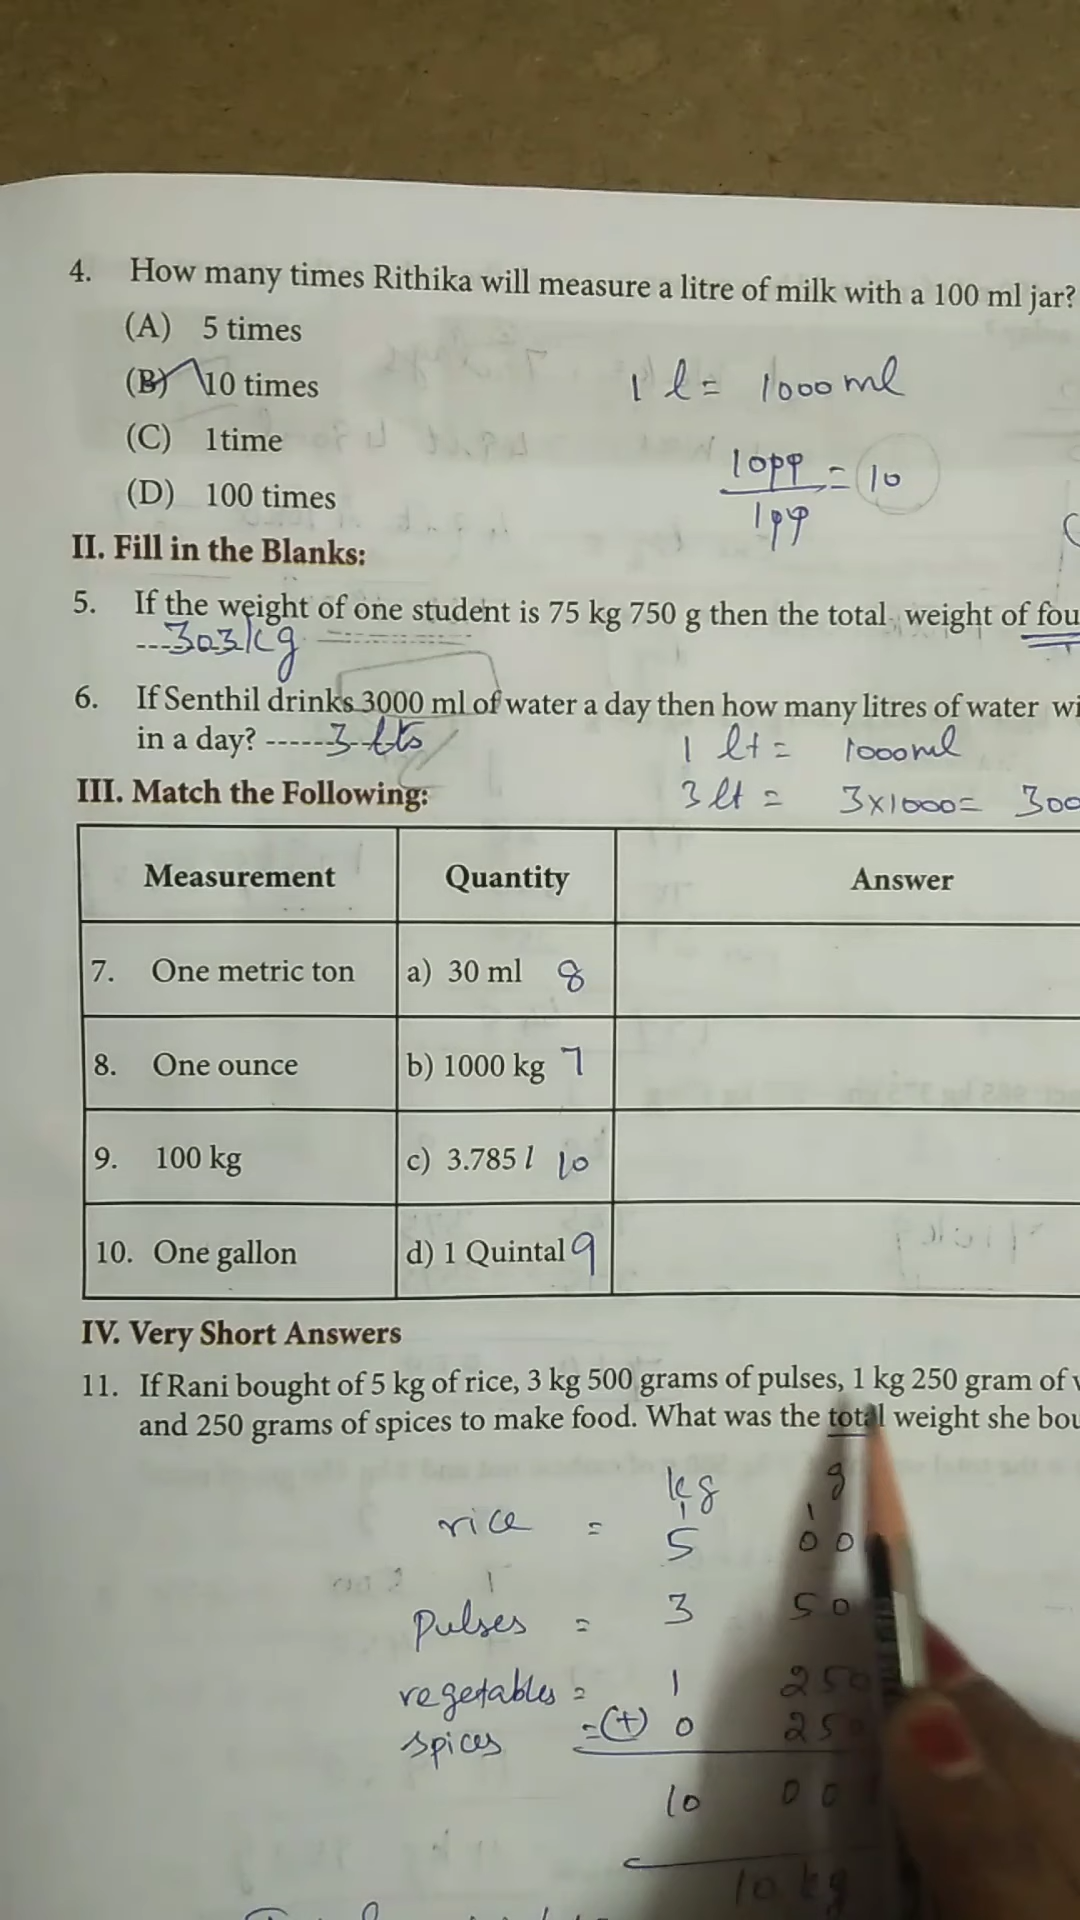 4. How many times Rithika will measure a litre of milk with a 100 ml jar?
(A) 5 times
(B) 10 times
1 l = 1000 ml
(C) 1time
1000 = 10
100
(D) 100 times
II. Fill in the Blanks:
5. If the weight of one student is 75 kg 750 g then the total weight of fou
---303kg
6. If Senthil drinks 3000 ml of water a day then how many litres of water wi
in a day? ------3 lts
1 lt = 1000ml
III. Match the Following:
3 lt = 3x1000= 300
Measurement Quantity Answer
7. One metric ton a) 30 ml 8
8. One ounce b) 1000 kg 7
9. 100 kg c) 3.785 l 10
10. One gallon d) 1 Quintal 9
IV. Very Short Answers
11. If Rani bought of 5 kg of rice, 3 kg 500 grams of pulses, 1 kg 250 gram of v
and 250 grams of spices to make food. What was the total weight she bou
kg g
1 1
rice = 5 00
Pulses = 3 50
vegetables = 1 250
spices =(+) 0 25
10 00
10 kg